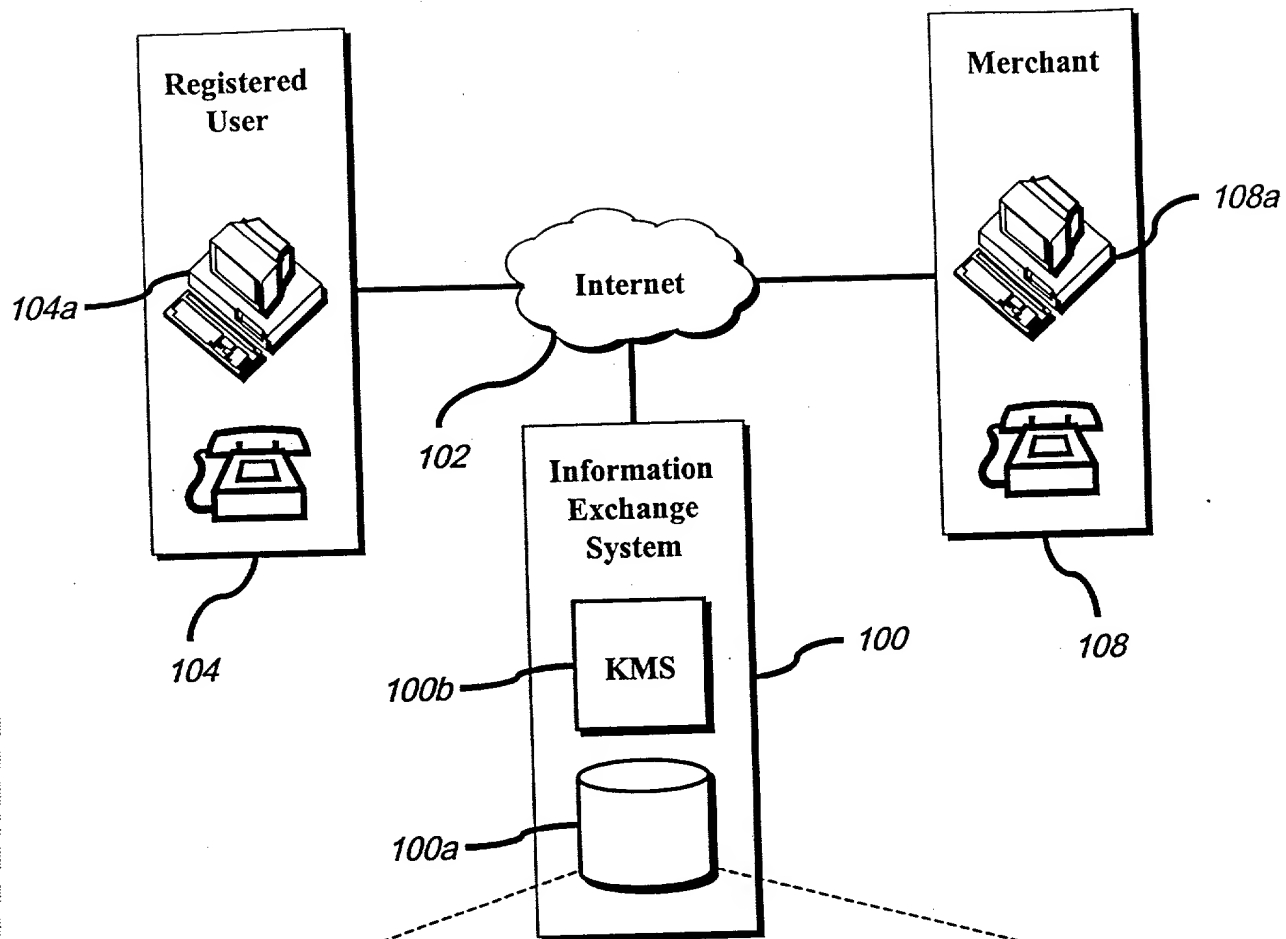 Registered
User
Merchant
108a
104a
Internet
102
Information
Exchange
System
104
108
100
KMS
100b
100a